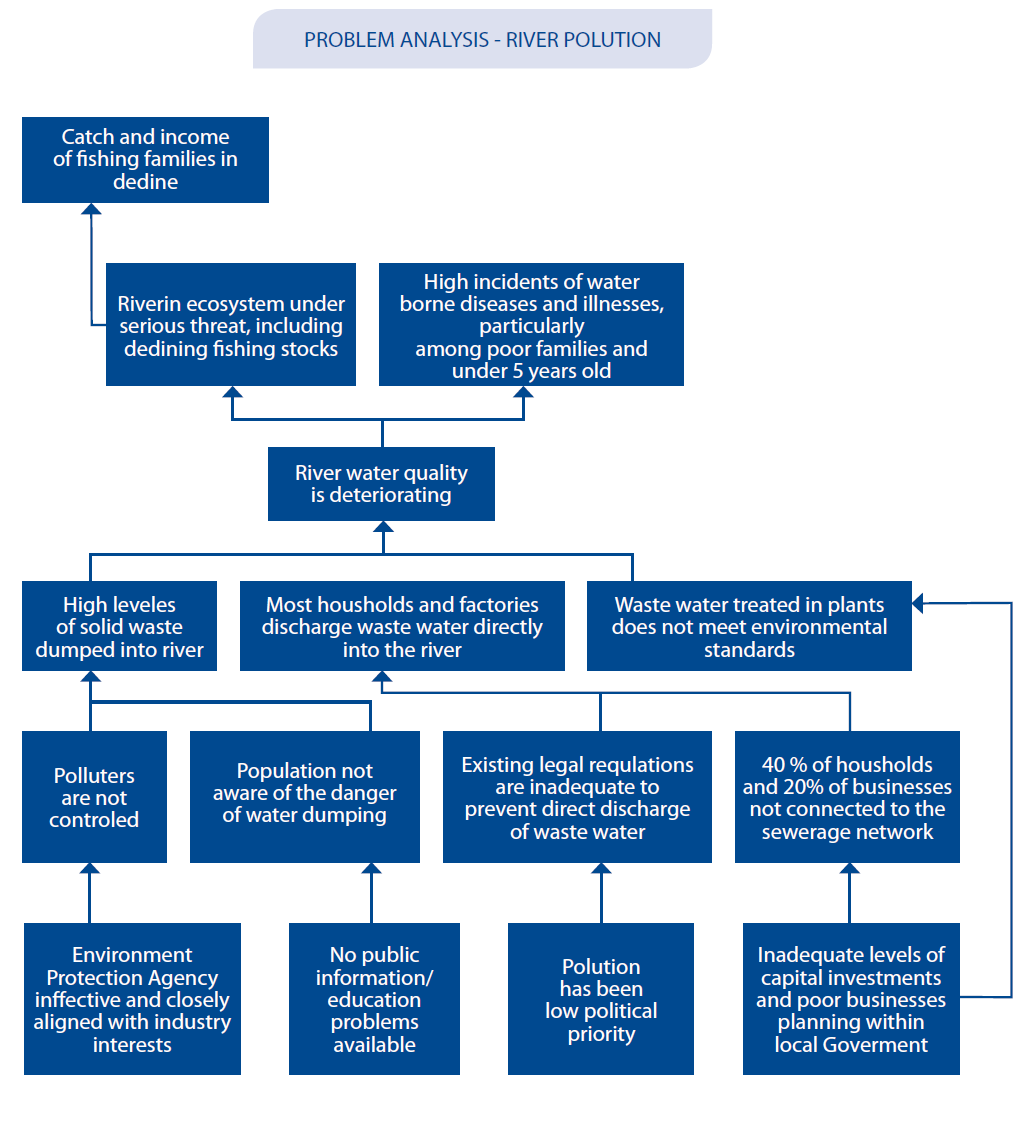 PROBLEM ANALYSIS - RIVER POLUTION
Catch and income
of fishing families in
dedine
Riverin ecosystem under
serious threat, including
dedining fishing stocks
High incidents of water
borne diseases and illnesses,
particularly
among poor families and
under 5 years old
River water quality
is deteriorating
High leveles
of solid waste
dumped into river
Most housholds and factories
discharge waste water directly
into the river
Waste water treated in plants
does not meet environmental
standards
Polluters
are not
controled
Population not
aware of the danger
of water dumping
Existing legal requlations
are inadequate to
prevent direct discharge
of waste water
40 % of housholds
and 20% of businesses
not connected to the
sewerage network
Environment
Protection Agency
inffective and closely
aligned with industry
interests
No public
information/
education
problems
available
Polution
has been
low political
priority
Inadequate levels of
capital investments
and poor businesses
planning within
local Goverment